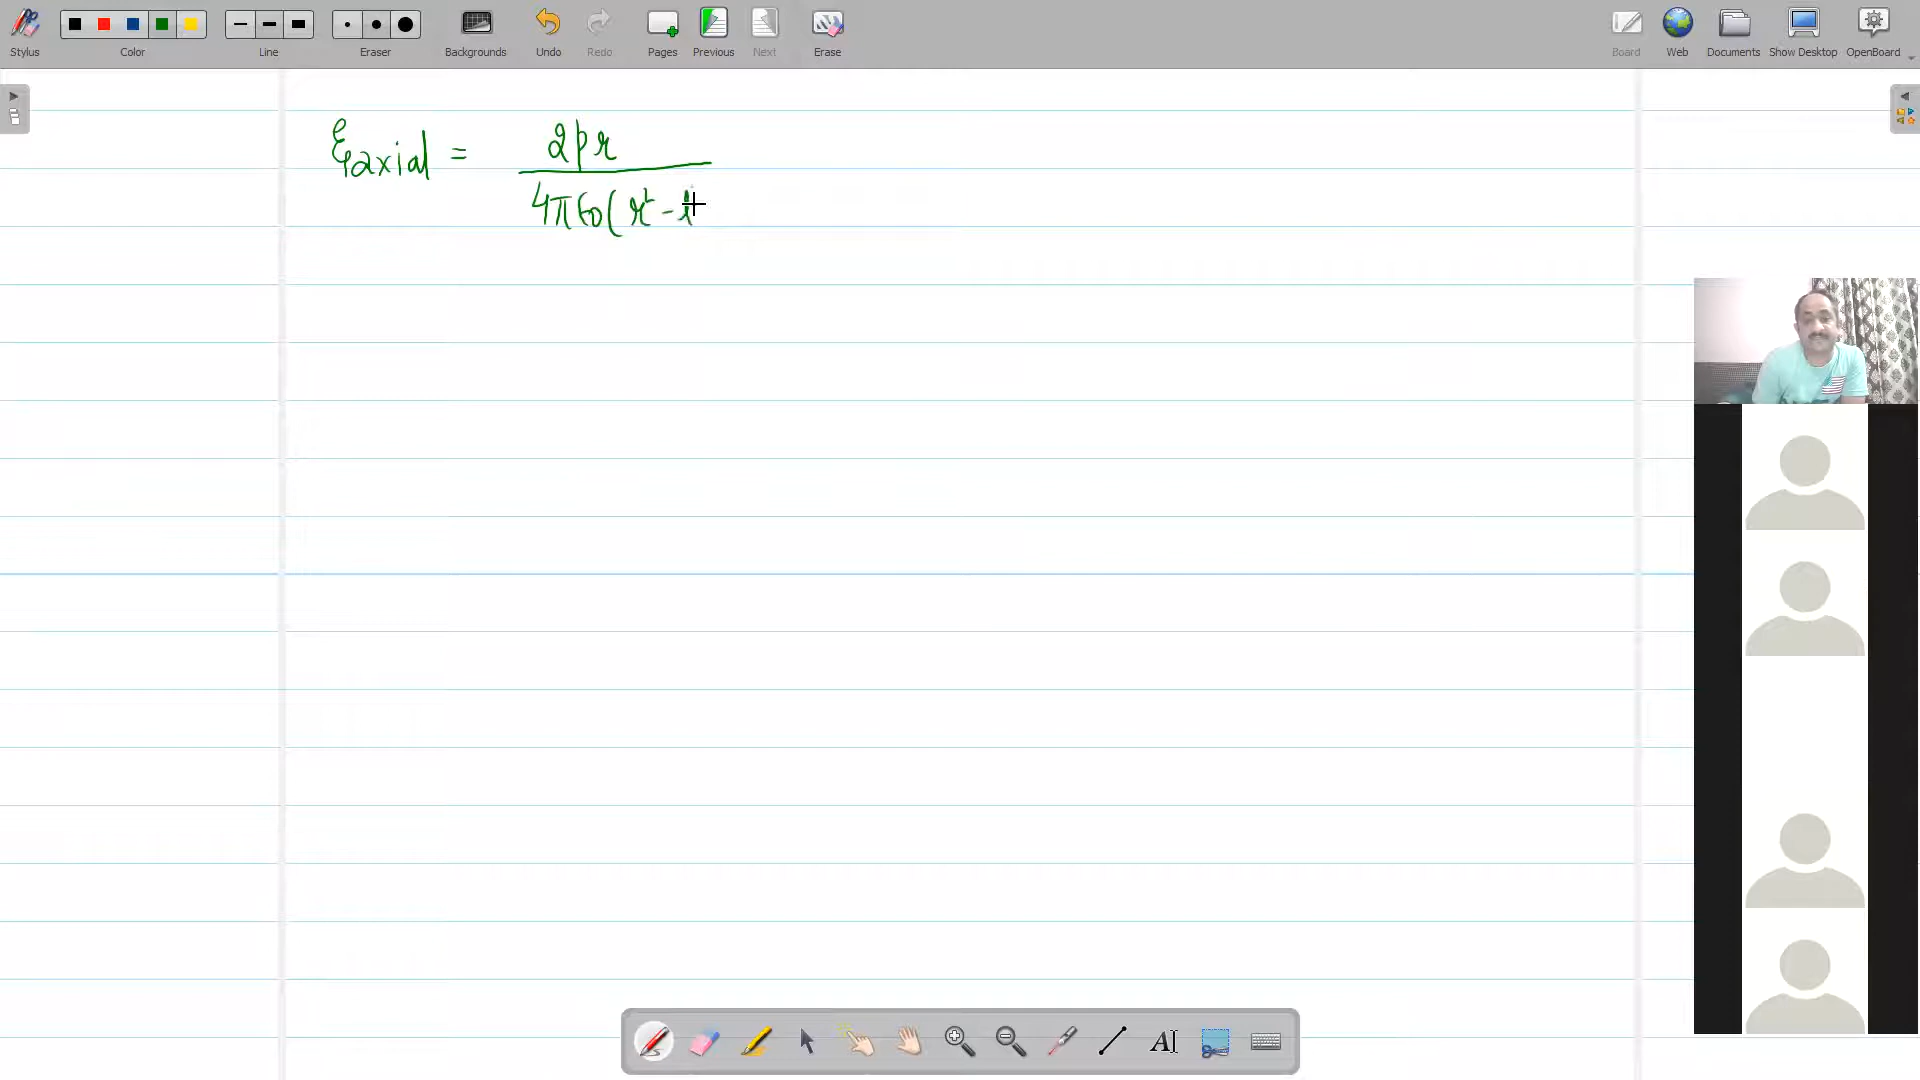 Stylus Color Line Eraser Backgrounds Undo Redo Pages Previous Next Erase Board Web Documents Show Desktop OpenBoard
Eaxial = 2pr
4πε0(r² - l
A